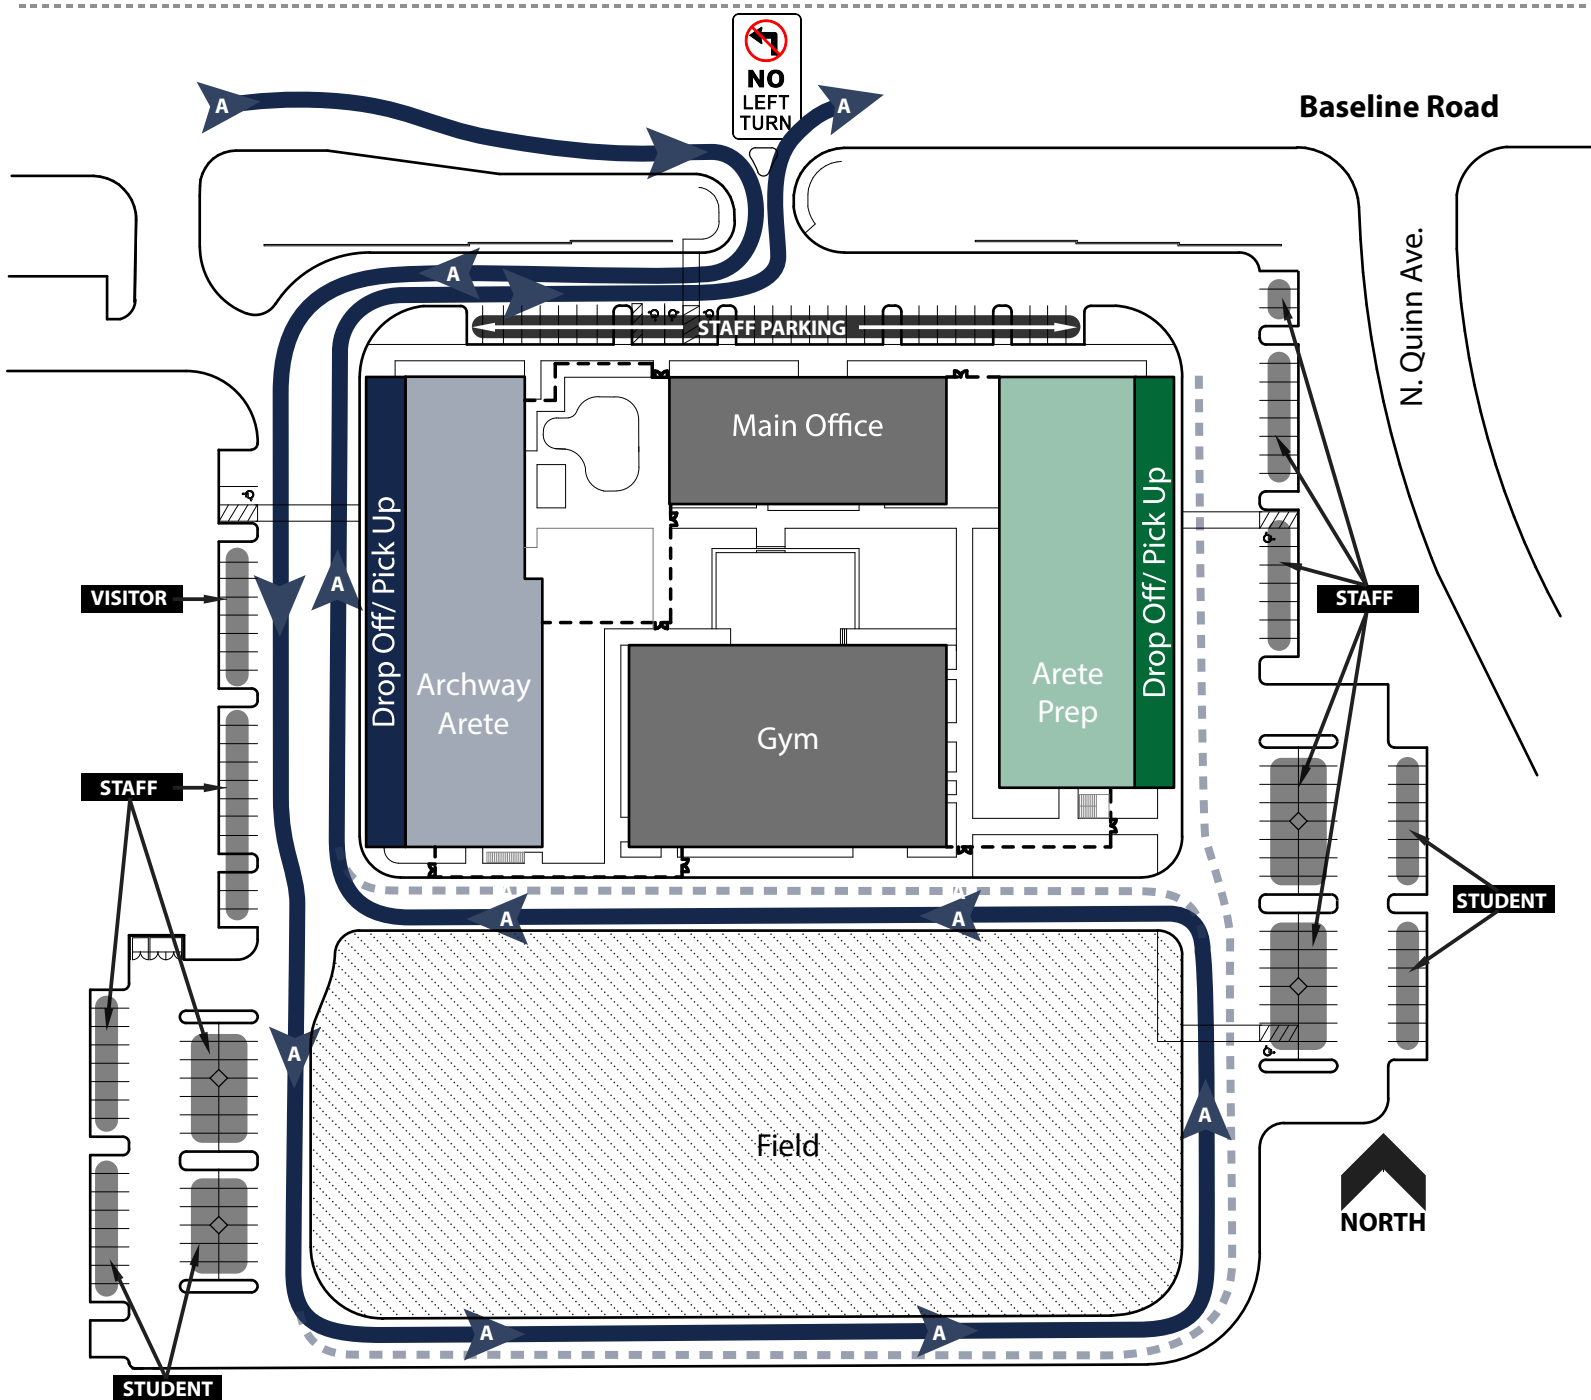 NO
LEFT
TURN
A
A
Baseline Road
A
N. Quinn Ave.
STAFF PARKING
Main Office
Drop Off/ Pick Up
Drop Off/ Pick Up
A
VISITOR
STAFF
Archway
Arete
Arete
Prep
Gym
STAFF
STUDENT
A
A
A
A
A
A
Field
NORTH
A
A
STUDENT